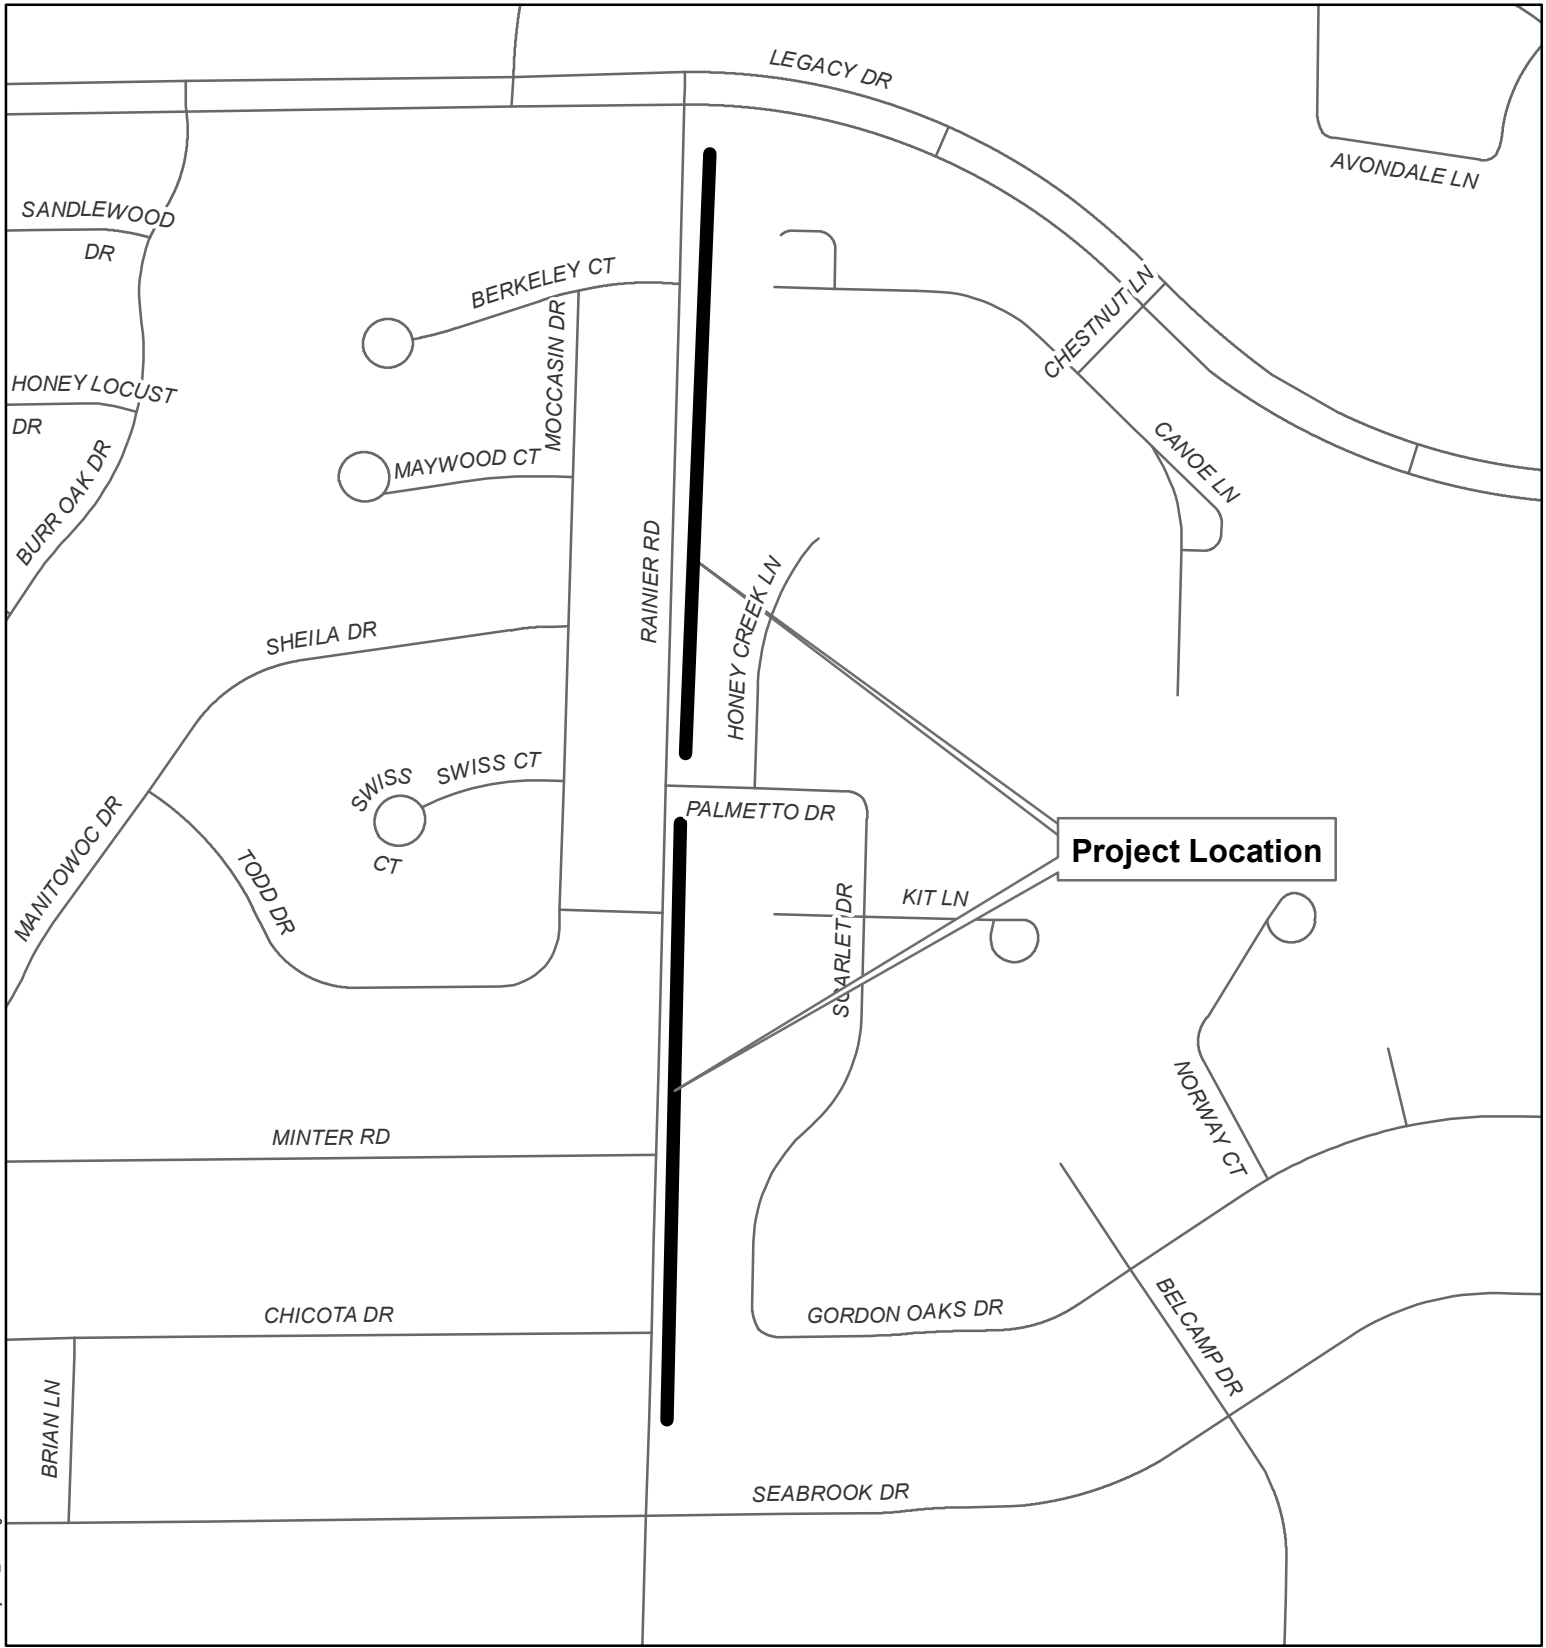 LEGACY DR
AVONDALE LN
SANDLEWOOD
DR
BERKELEY CT
CHESTNUT LN
MOCCASIN DR
HONEY LOCUST
DR
MAYWOOD CT
CANOE LN
BURR OAK DR
RAINIER RD
HONEY CREEK LN
SHEILA DR
SWISS CT
SWISS
CT
PALMETTO DR
Project Location
MANITOWOC DR
TODD DR
KIT LN
SCARLET DR
NORWAY CT
MINTER RD
CHICOTA DR
GORDON OAKS DR
BELCAMP DR
BRIAN LN
SEABROOK DR